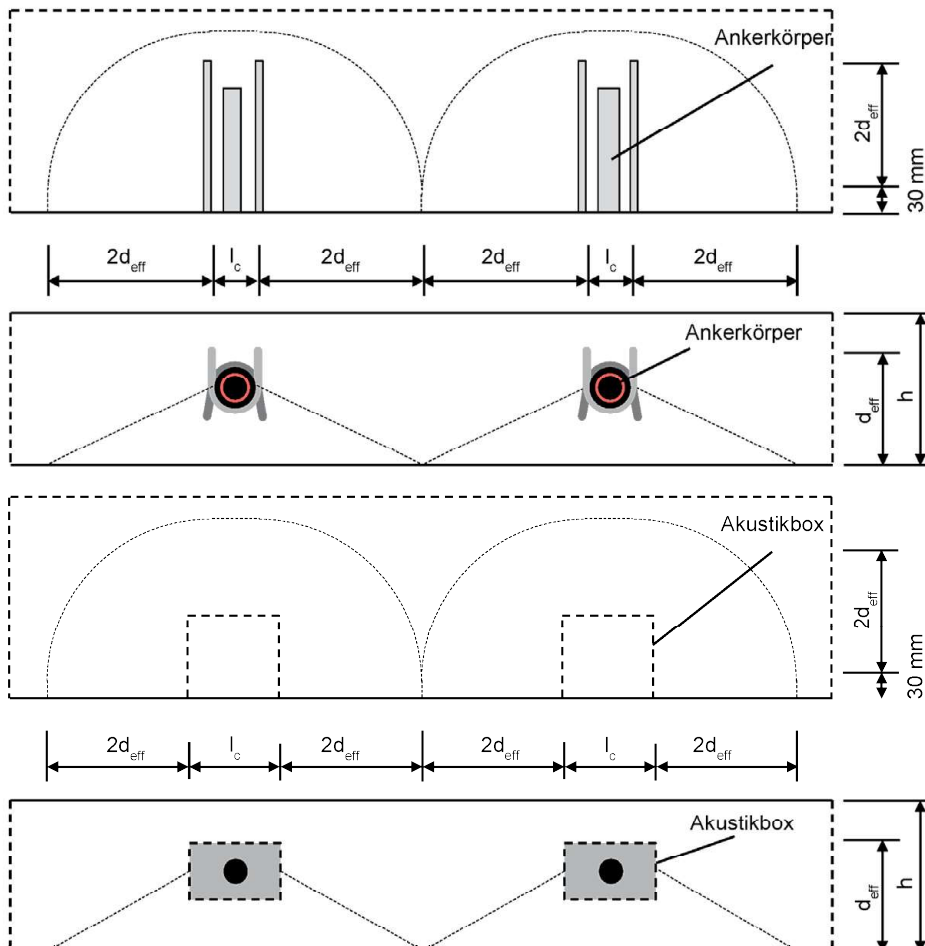 Ankerkörper
2d_eff
30 mm
2d_eff l_c 2d_eff 2d_eff l_c 2d_eff
Ankerkörper
d_eff
h
Akustikbox
2d_eff
30 mm
2d_eff l_c 2d_eff 2d_eff l_c 2d_eff
Akustikbox
d_eff
h